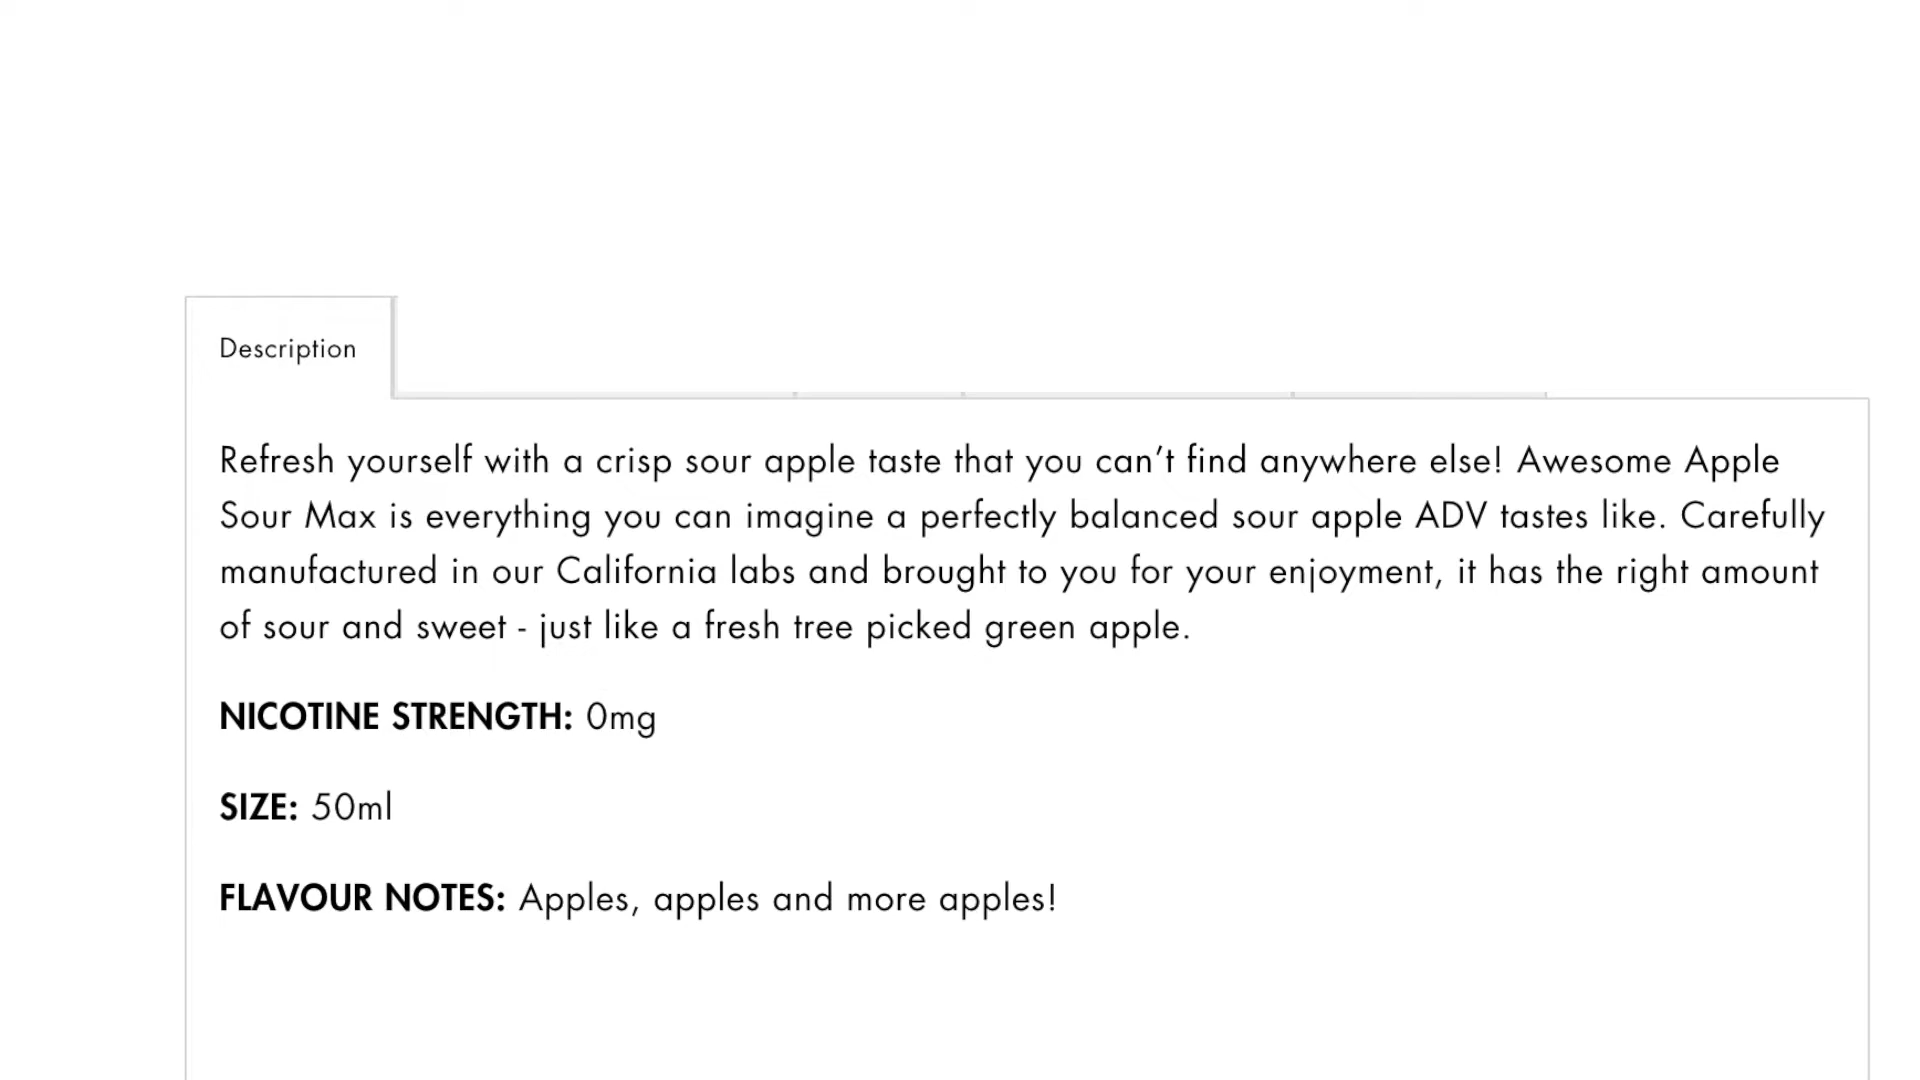 Description
Refresh yourself with a crisp sour apple taste that you can’t find anywhere else! Awesome Apple
Sour Max is everything you can imagine a perfectly balanced sour apple ADV tastes like. Carefully
manufactured in our California labs and brought to you for your enjoyment, it has the right amount
of sour and sweet - just like a fresh tree picked green apple.
NICOTINE STRENGTH: 0mg
SIZE: 50ml
FLAVOUR NOTES: Apples, apples and more apples!